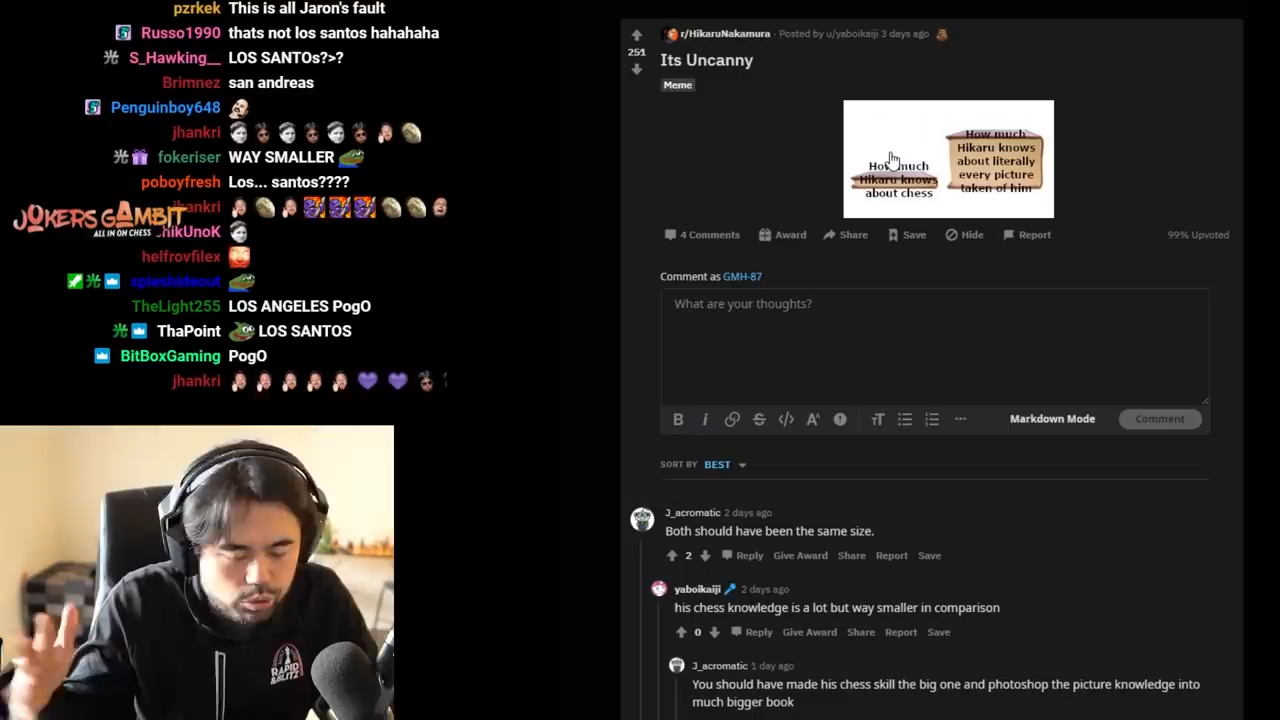 pzrkek This is all Jaron's fault
Russo1990 thats not los santos hahahaha
S_Hawking__ LOS SANTOs?>?
Brimnez san andreas
Penguinboy648
jhankri
fokeriser WAY SMALLER
poboyfresh Los... santos????
jhankri
JOKERS GAMBIT
ALL IN ON CHESS
hikUnoK
helfrovfilex
spieshideout
TheLight255 LOS ANGELES PogO
ThaPoint LOS SANTOS
BitBoxGaming PogO
jhankri
RAPID
&BLITZ
r/HikaruNakamura · Posted by u/yaboikaiji 3 days ago
251
Its Uncanny
Meme
How much
Hikaru knows
about chess
How much
Hikaru knows
about literally
every picture
taken of him
4 Comments Award Share Save Hide Report 99% Upvoted
Comment as GMH-87
What are your thoughts?
Markdown Mode Comment
SORT BY BEST
J_acromatic 2 days ago
Both should have been the same size.
2 Reply Give Award Share Report Save
yaboikaiji 2 days ago
his chess knowledge is a lot but way smaller in comparison
0 Reply Give Award Share Report Save
J_acromatic 1 day ago
You should have made his chess skill the big one and photoshop the picture knowledge into
much bigger book